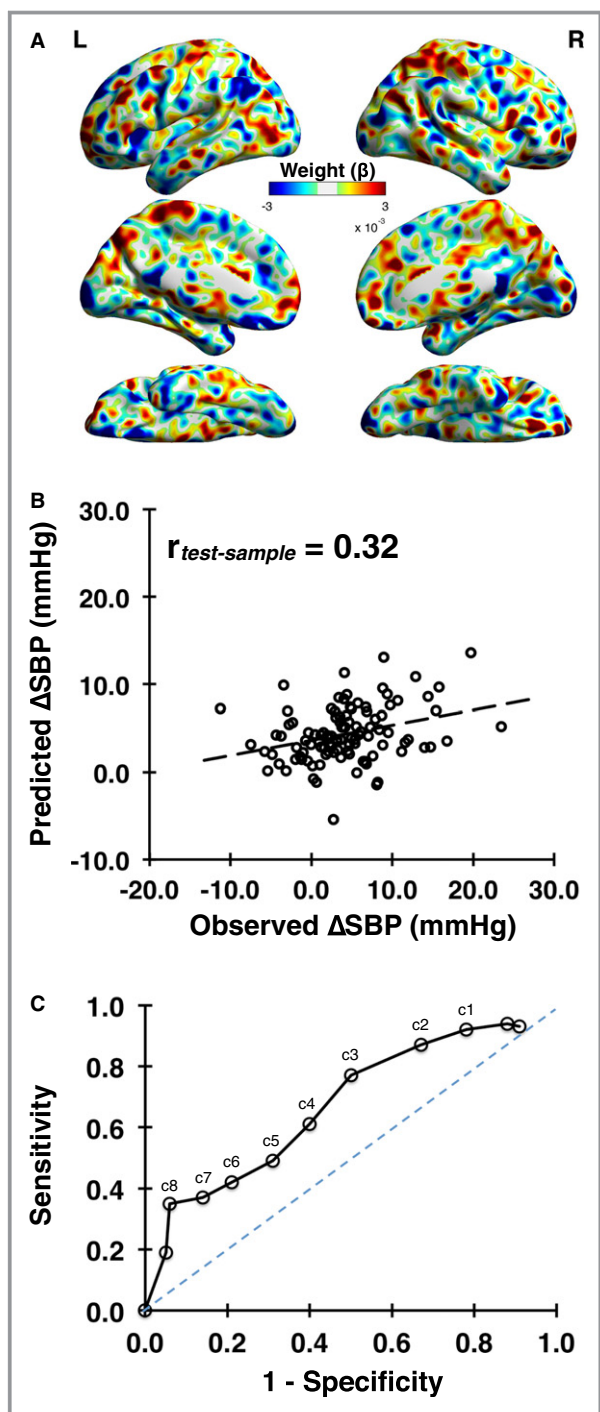 A L R
Weight (β)
-3 3
x 10⁻³
B
30.0
20.0
10.0
0.0
-10.0
Predicted ΔSBP (mmHg)
r test-sample = 0.32
-20.0 -10.0 0.0 10.0 20.0 30.0
Observed ΔSBP (mmHg)
C
1.0
0.8
0.6
0.4
0.2
0.0
Sensitivity
c1
c2
c3
c4
c5
c6
c7
c8
0.0 0.2 0.4 0.6 0.8 1.0
1 - Specificity